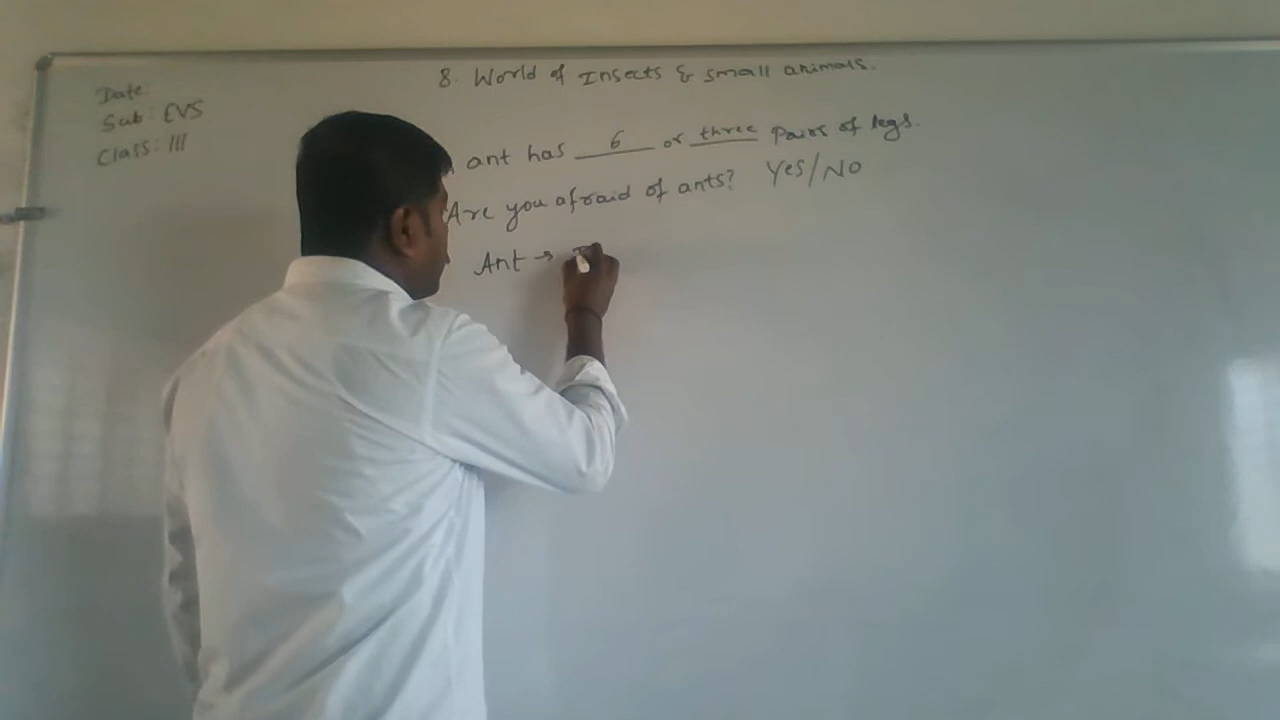 8. World of Insects & small animals.
Date:
Sub: EVS
Class: III
ant has 6 or three Pairs of legs.
Are you afraid of ants? Yes/No
Ant →